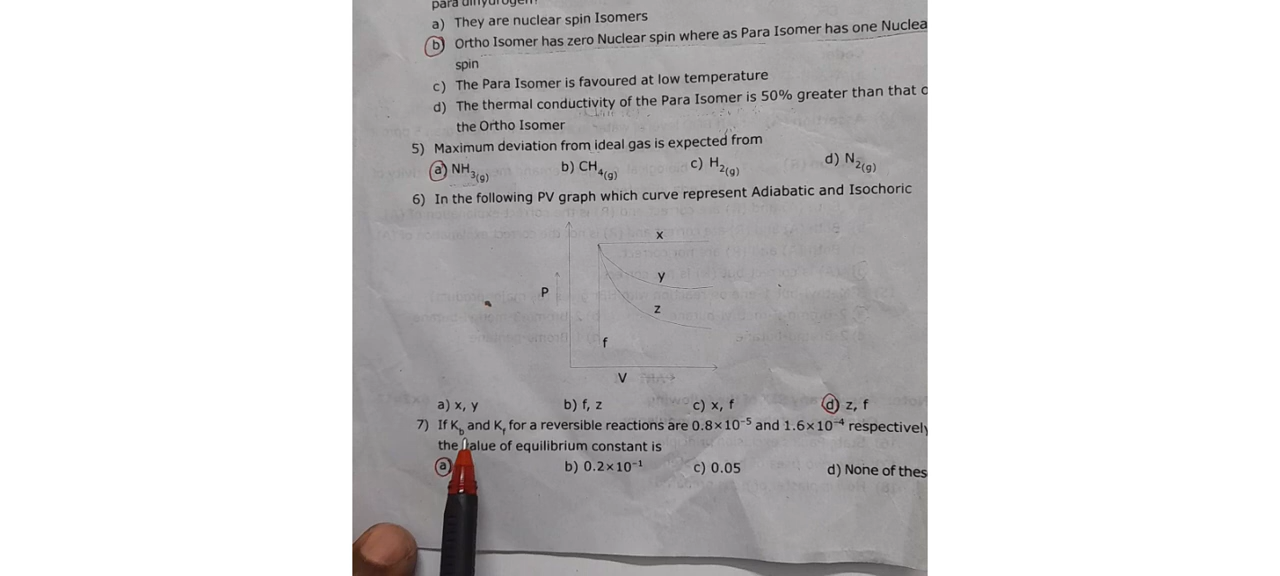 para dihydrogen
a) They are nuclear spin Isomers
b) Ortho Isomer has zero Nuclear spin where as Para Isomer has one Nuclea
spin
c) The Para Isomer is favoured at low temperature
d) The thermal conductivity of the Para Isomer is 50% greater than that o
the Ortho Isomer
5) Maximum deviation from ideal gas is expected from
a) NH₃(g) b) CH₄(g) c) H₂(g) d) N₂(g)
6) In the following PV graph which curve represent Adiabatic and Isochoric
x
y
P
z
f
V
a) x, y b) f, z c) x, f d) z, f
7) If K_b and K_f for a reversible reactions are 0.8×10⁻⁵ and 1.6×10⁻⁴ respectively
the value of equilibrium constant is
a) b) 0.2×10⁻¹ c) 0.05 d) None of thes